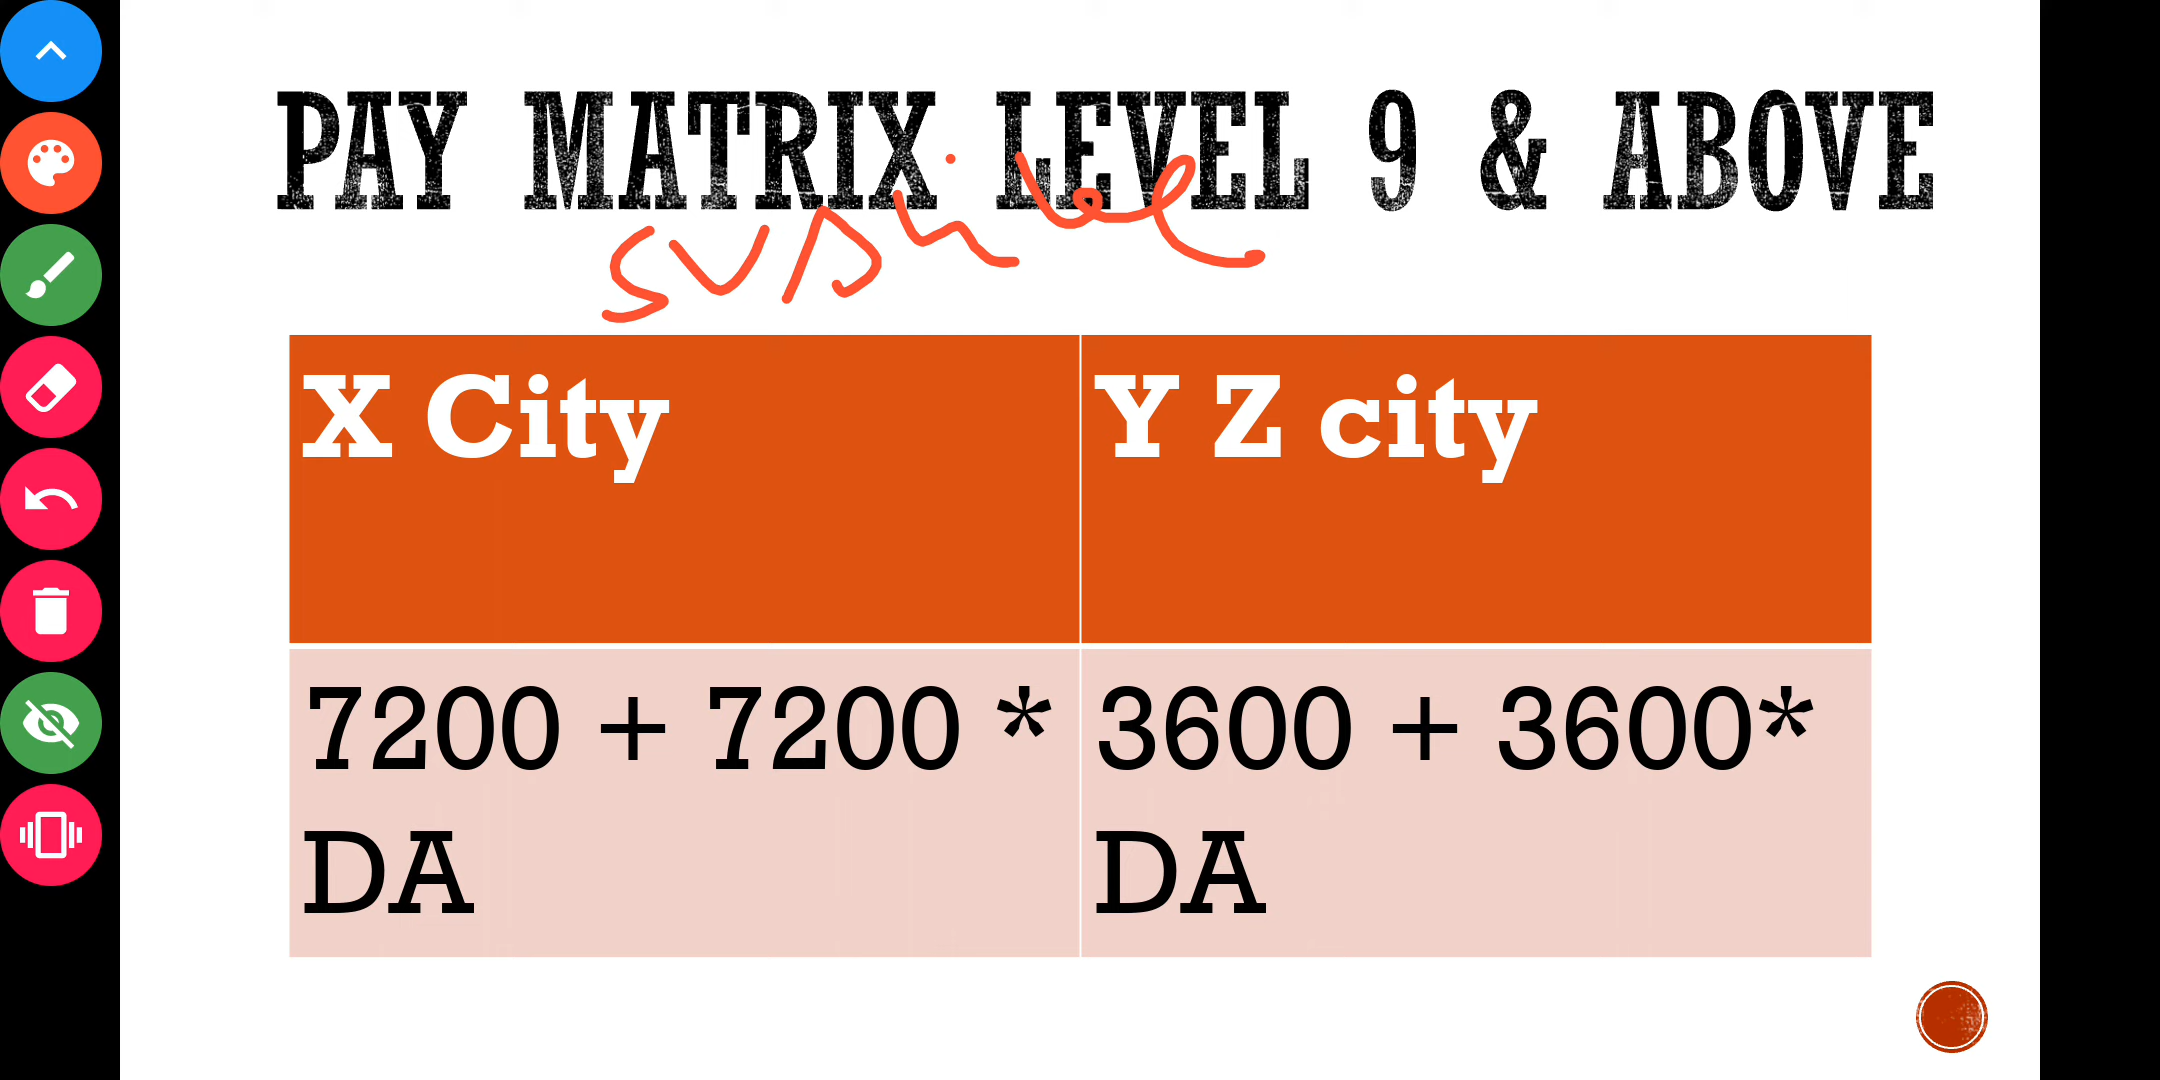 PAY MATRIX LEVEL 9 & ABOVE
X City
Y Z city
7200 + 7200 *
DA
3600 + 3600*
DA